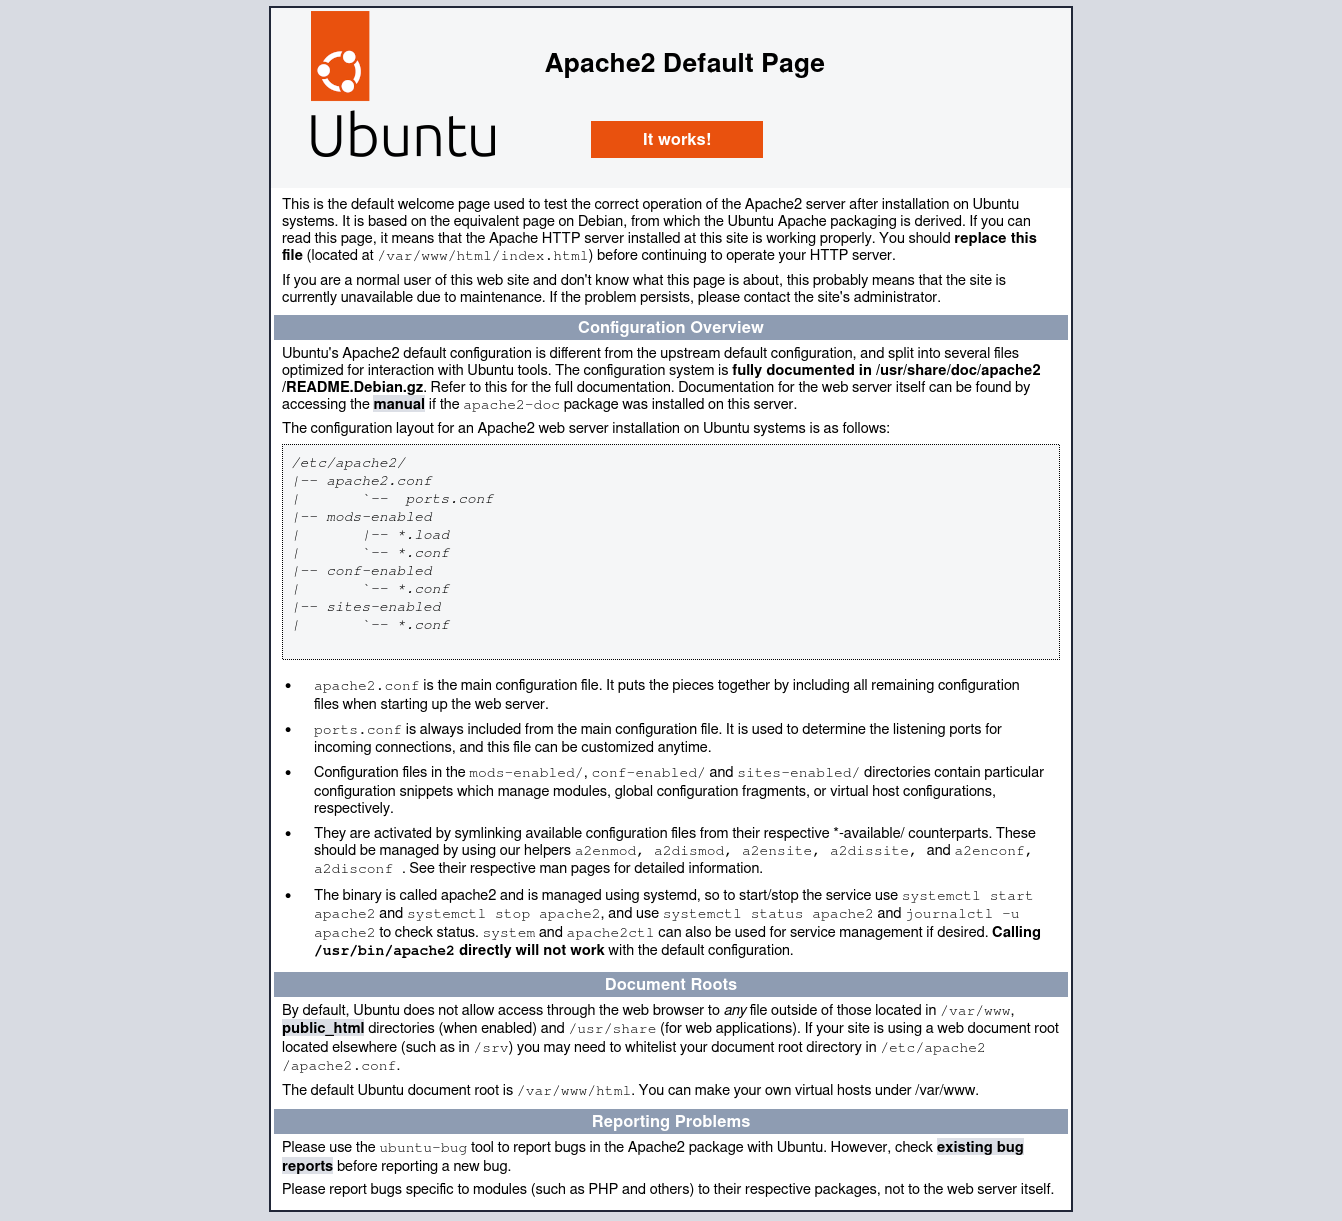 Apache2 Default Page
Ubuntu
It works!
This is the default welcome page used to test the correct operation of the Apache2 server after installation on Ubuntu
systems. It is based on the equivalent page on Debian, from which the Ubuntu Apache packaging is derived. If you can
read this page, it means that the Apache HTTP server installed at this site is working properly. You should replace this
file (located at /var/www/html/index.html) before continuing to operate your HTTP server.
If you are a normal user of this web site and don't know what this page is about, this probably means that the site is
currently unavailable due to maintenance. If the problem persists, please contact the site's administrator.
Configuration Overview
Ubuntu's Apache2 default configuration is different from the upstream default configuration, and split into several files
optimized for interaction with Ubuntu tools. The configuration system is fully documented in /usr/share/doc/apache2
/README.Debian.gz. Refer to this for the full documentation. Documentation for the web server itself can be found by
accessing the manual if the apache2-doc package was installed on this server.
The configuration layout for an Apache2 web server installation on Ubuntu systems is as follows:
/etc/apache2/
|-- apache2.conf
|       `--  ports.conf
|-- mods-enabled
|       |-- *.load
|       `-- *.conf
|-- conf-enabled
|       `-- *.conf
|-- sites-enabled
|       `-- *.conf
• apache2.conf is the main configuration file. It puts the pieces together by including all remaining configuration
files when starting up the web server.
• ports.conf is always included from the main configuration file. It is used to determine the listening ports for
incoming connections, and this file can be customized anytime.
• Configuration files in the mods-enabled/, conf-enabled/ and sites-enabled/ directories contain particular
configuration snippets which manage modules, global configuration fragments, or virtual host configurations,
respectively.
• They are activated by symlinking available configuration files from their respective *-available/ counterparts. These
should be managed by using our helpers a2enmod, a2dismod, a2ensite, a2dissite, and a2enconf,
a2disconf . See their respective man pages for detailed information.
• The binary is called apache2 and is managed using systemd, so to start/stop the service use systemctl start
apache2 and systemctl stop apache2, and use systemctl status apache2 and journalctl -u
apache2 to check status. system and apache2ctl can also be used for service management if desired. Calling
/usr/bin/apache2 directly will not work with the default configuration.
Document Roots
By default, Ubuntu does not allow access through the web browser to any file outside of those located in /var/www,
public_html directories (when enabled) and /usr/share (for web applications). If your site is using a web document root
located elsewhere (such as in /srv) you may need to whitelist your document root directory in /etc/apache2
/apache2.conf.
The default Ubuntu document root is /var/www/html. You can make your own virtual hosts under /var/www.
Reporting Problems
Please use the ubuntu-bug tool to report bugs in the Apache2 package with Ubuntu. However, check existing bug
reports before reporting a new bug.
Please report bugs specific to modules (such as PHP and others) to their respective packages, not to the web server itself.